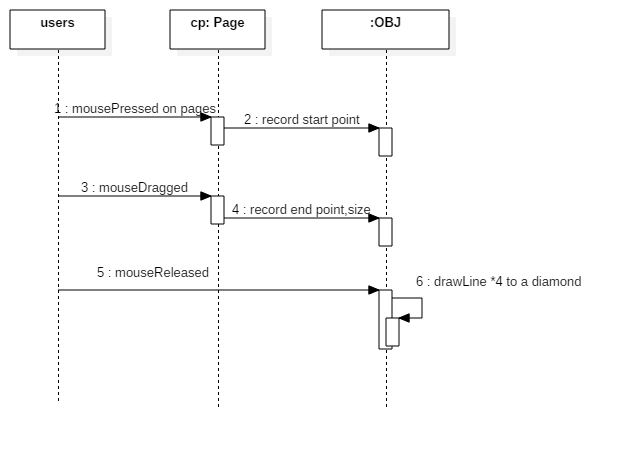 users
cp: Page
:OBJ
1 : mousePressed on pages
2 : record start point
3 : mouseDragged
4 : record end point,size
5 : mouseReleased
6 : drawLine *4 to a diamond